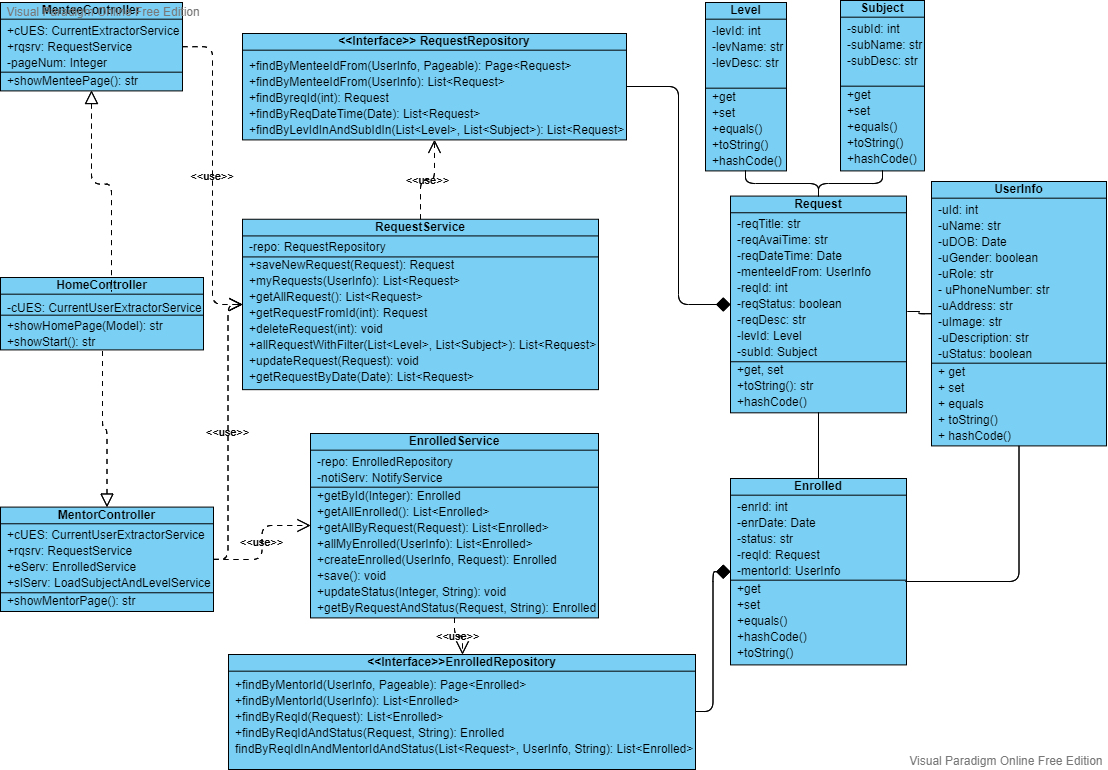 Visual Paradigm Online Free Edition
MenteeController
+cUES: CurrentExtractorService
+rqsrv: RequestService
-pageNum: Integer
+showMenteePage(): str
<<Interface>> RequestRepository
+findByMenteeIdFrom(UserInfo, Pageable): Page<Request>
+findByMenteeIdFrom(UserInfo): List<Request>
+findByreqId(int): Request
+findByReqDateTime(Date): List<Request>
+findByLevIdInAndSubIdIn(List<Level>, List<Subject>): List<Request>
Level
-levId: int
-levName: str
-levDesc: str
+get
+set
+equals()
+toString()
+hashCode()
Subject
-subId: int
-subName: str
-subDesc: str
+get
+set
+equals()
+toString()
+hashCode()
<<use>>
<<use>>
RequestService
-repo: RequestRepository
+saveNewRequest(Request): Request
+myRequests(UserInfo): List<Request>
+getAllRequest(): List<Request>
+getRequestFromId(int): Request
+deleteRequest(int): void
+allRequestWithFilter(List<Level>, List<Subject>): List<Request>
+updateRequest(Request): void
+getRequestByDate(Date): List<Request>
Request
-reqTitle: str
-reqAvaiTime: str
-reqDateTime: Date
-menteeIdFrom: UserInfo
-reqId: int
-reqStatus: boolean
-reqDesc: str
-levId: Level
-subId: Subject
+get, set
+toString(): str
+hashCode()
UserInfo
-uId: int
-uName: str
-uDOB: Date
-uGender: boolean
-uRole: str
- uPhoneNumber: str
-uAddress: str
-uImage: str
-uDescription: str
-uStatus: boolean
+ get
+ set
+ equals
+ toString()
+ hashCode()
HomeController
-cUES: CurrentUserExtractorService
+showHomePage(Model): str
+showStart(): str
<<use>>
EnrolledService
-repo: EnrolledRepository
-notiServ: NotifyService
+getById(Integer): Enrolled
+getAllEnrolled(): List<Enrolled>
+getAllByRequest(Request): List<Enrolled>
+allMyEnrolled(UserInfo): List<Enrolled>
+createEnrolled(UserInfo, Request): Enrolled
+save(): void
+updateStatus(Integer, String): void
+getByRequestAndStatus(Request, String): Enrolled
MentorController
+cUES: CurrentUserExtractorService
+rqsrv: RequestService
+eServ: EnrolledService
+slServ: LoadSubjectAndLevelService
+showMentorPage(): str
<<use>>
Enrolled
-enrId: int
-enrDate: Date
-status: str
-reqId: Request
-mentorId: UserInfo
+get
+set
+equals()
+hashCode()
+toString()
<<use>>
<<Interface>>EnrolledRepository
+findByMentorId(UserInfo, Pageable): Page<Enrolled>
+findByMentorId(UserInfo): List<Enrolled>
+findByReqId(Request): List<Enrolled>
+findByReqIdAndStatus(Request, String): Enrolled
findByReqIdInAndMentorIdAndStatus(List<Request>, UserInfo, String): List<Enrolled>
Visual Paradigm Online Free Edition